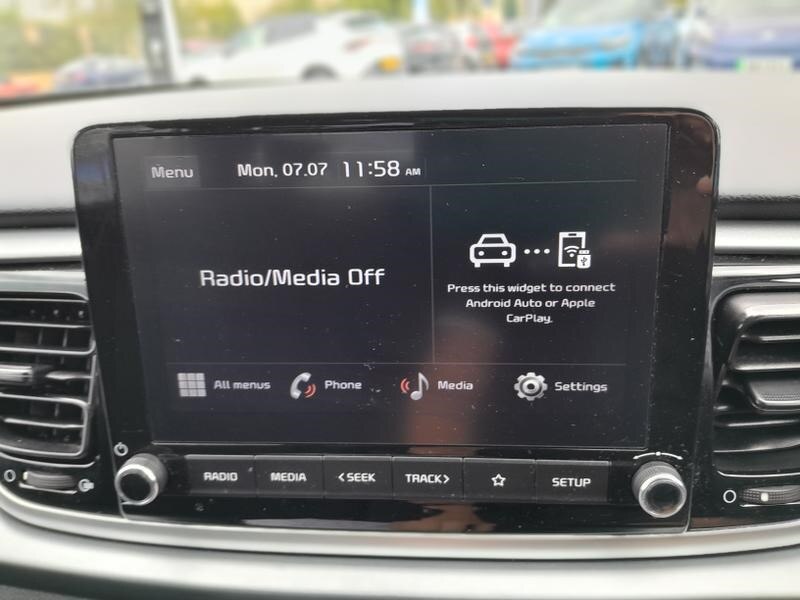 Menu
Mon, 07.07 11:58 AM
Radio/Media Off
Press this widget to connect
Android Auto or Apple
CarPlay.
All menus Phone Media Settings
RADIO MEDIA <SEEK TRACK> SETUP